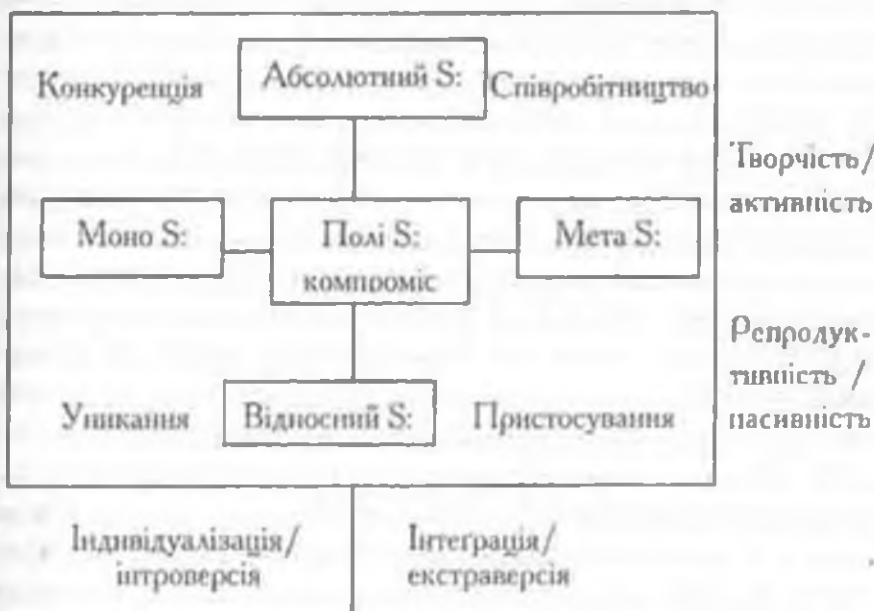 Конкуренція
Абсолютний S:
Співробітництво
Творчість/
активність
Моно S:
Полі S:
компроміс
Мета S:
Репродук-
тивність /
пасивність
Уникання
Відносний S:
Пристосування
Індивідуалізація/
інтроверсія
Інтеграція/
екстраверсія